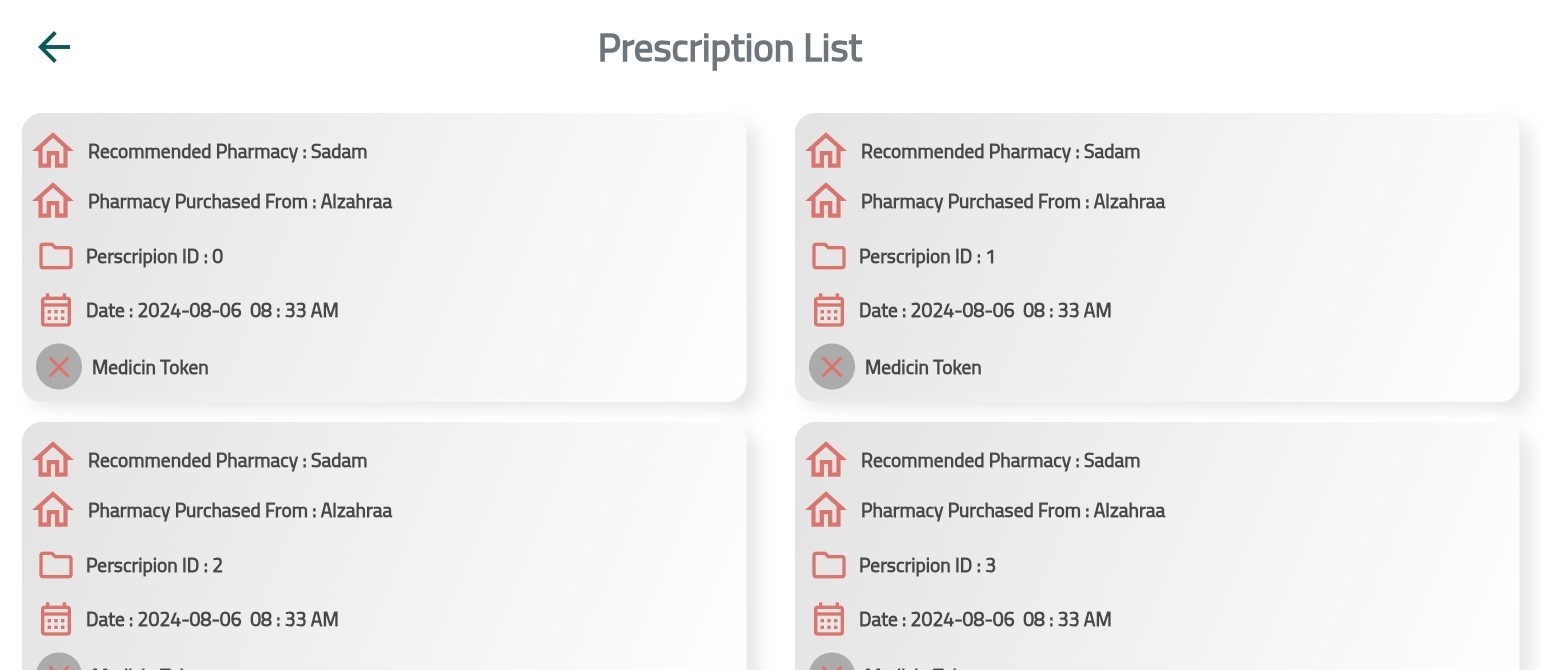 Prescription List
Recommended Pharmacy : Sadam
Pharmacy Purchased From : Alzahraa
Perscripion ID : 0
Date : 2024-08-06 08 : 33 AM
Medicin Token
Recommended Pharmacy : Sadam
Pharmacy Purchased From : Alzahraa
Perscripion ID : 1
Date : 2024-08-06 08 : 33 AM
Medicin Token
Recommended Pharmacy : Sadam
Pharmacy Purchased From : Alzahraa
Perscripion ID : 2
Date : 2024-08-06 08 : 33 AM
Recommended Pharmacy : Sadam
Pharmacy Purchased From : Alzahraa
Perscripion ID : 3
Date : 2024-08-06 08 : 33 AM